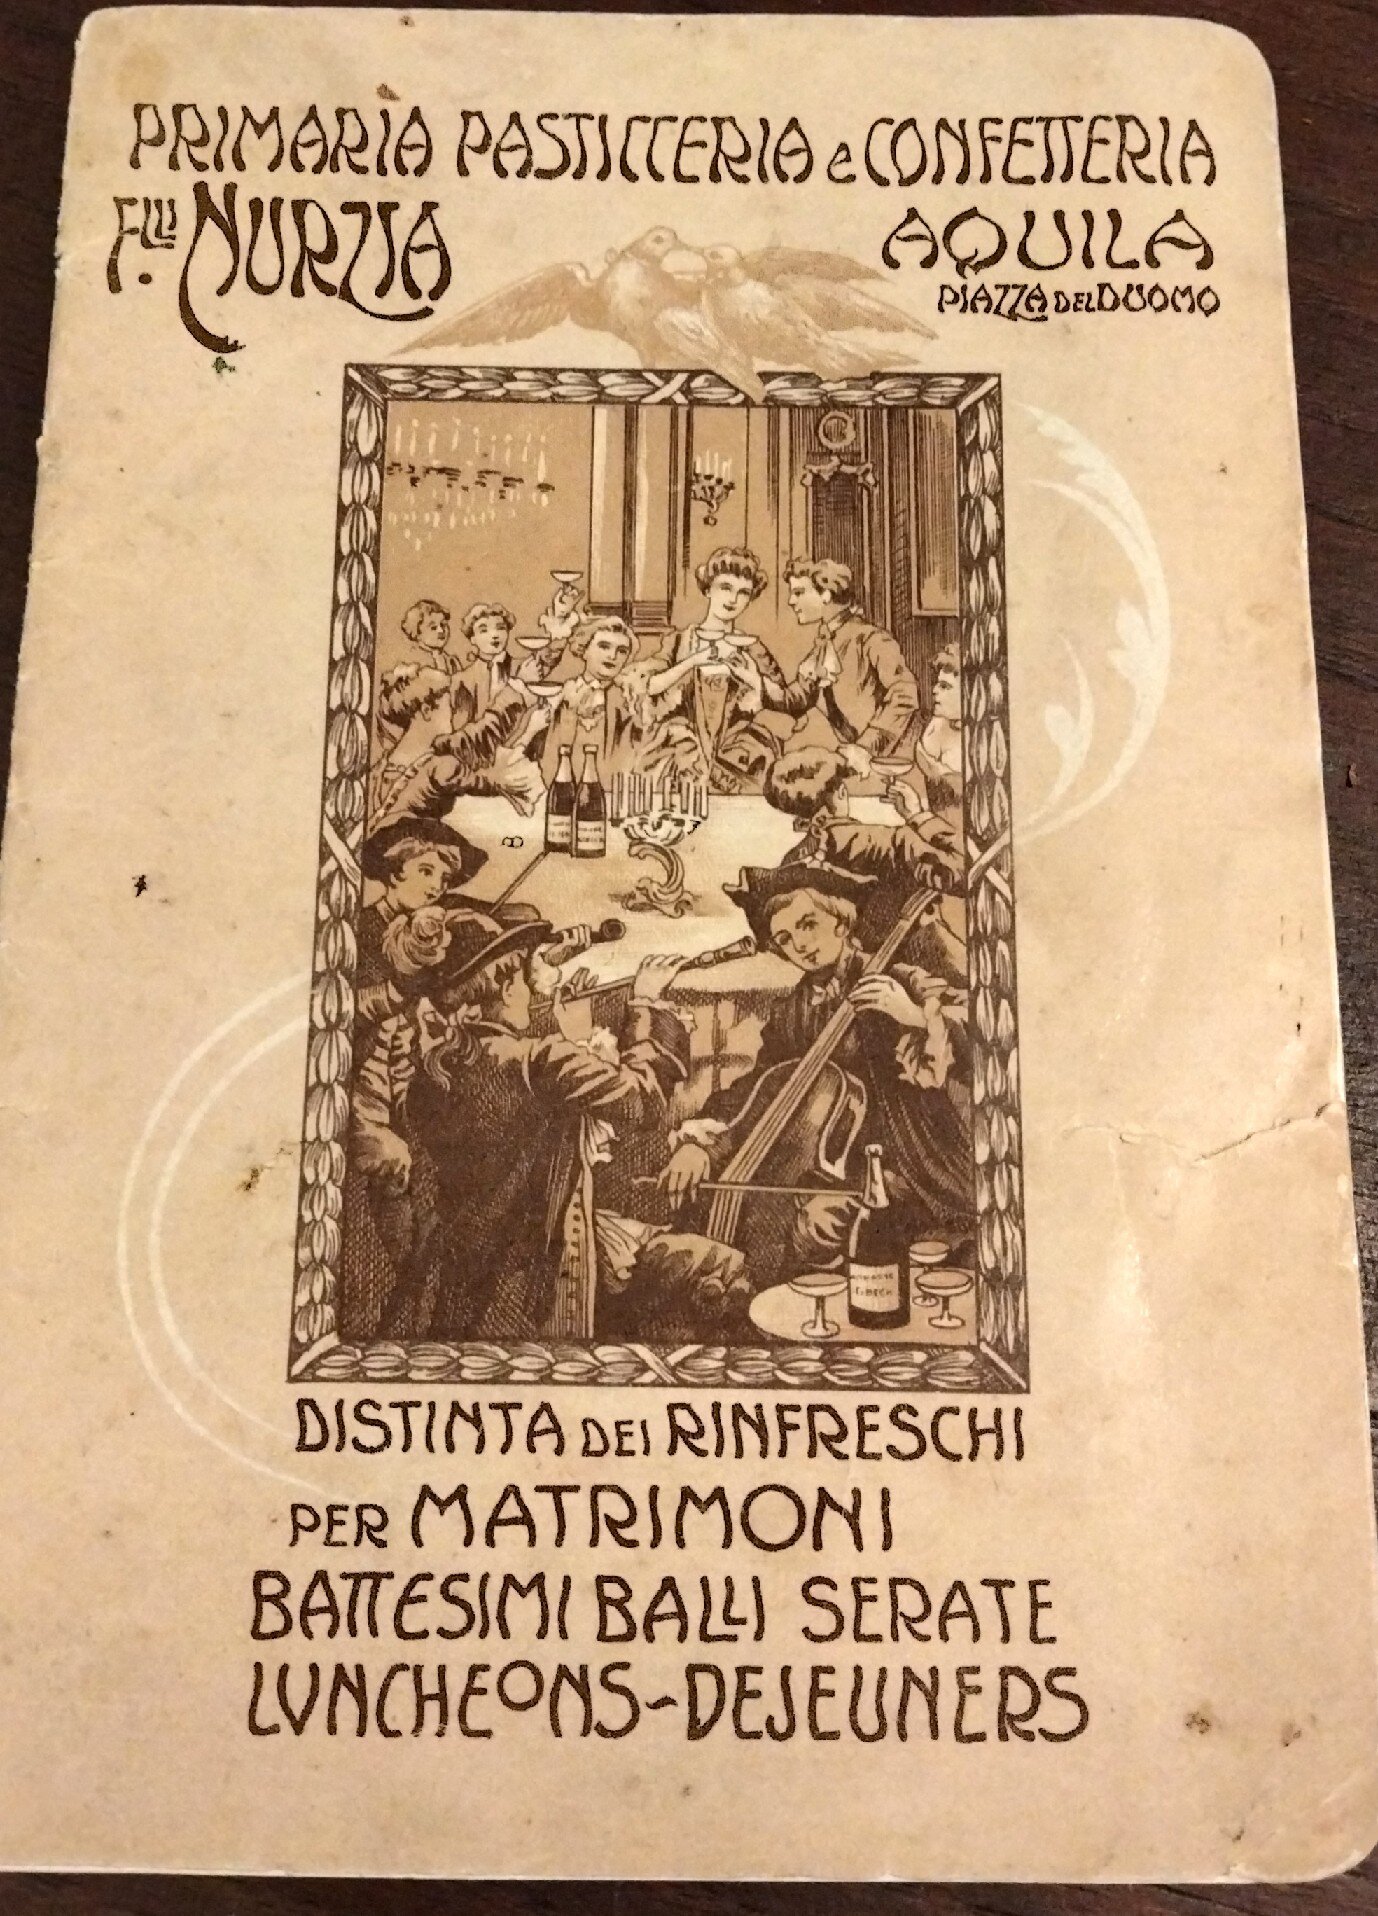 PRIMARIA PASTICCERIA e CONFETTERIA
F.LLI NURZIA AQUILA
PIAZZA DEL DUOMO
DISTINTA DEI RINFRESCHI
PER MATRIMONI
BATTESIMI BALLI SERATE
LUNCHEONS-DEJEUNERS